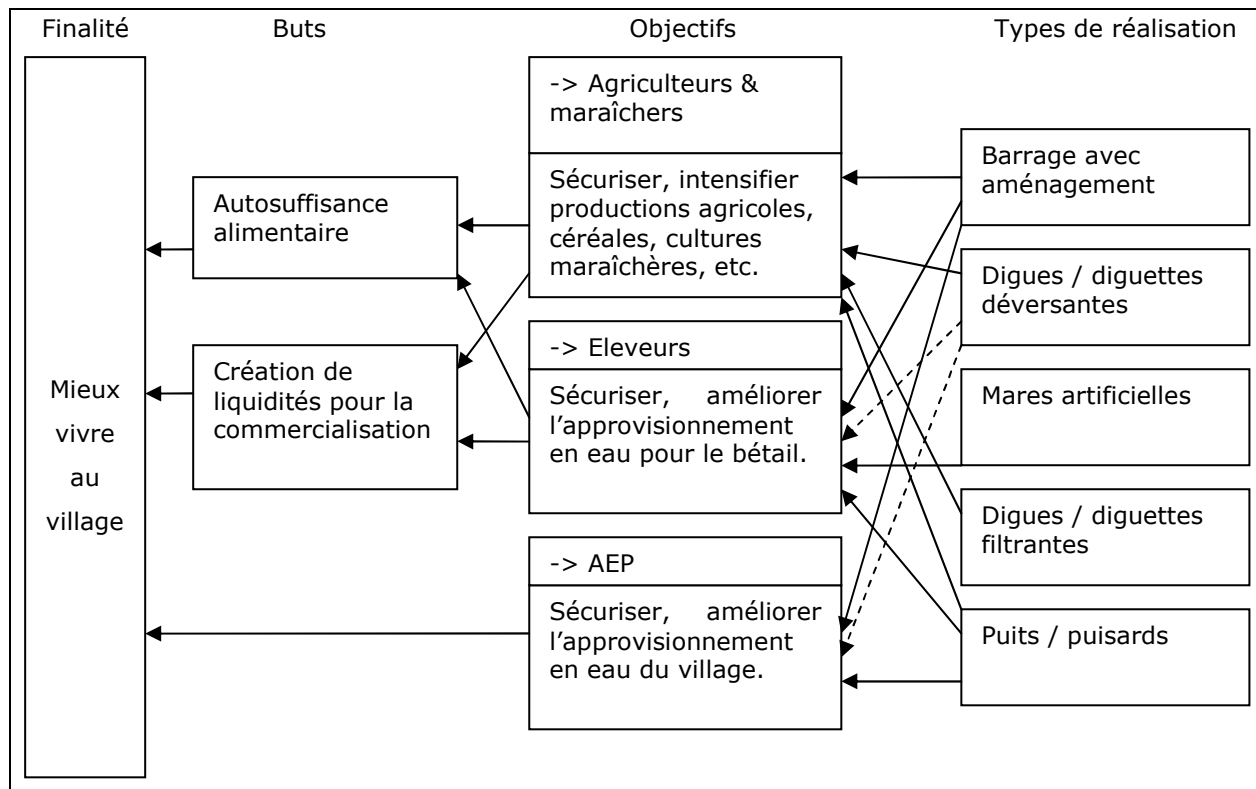 Finalité
Buts
Objectifs
Types de réalisation
Mieux
vivre
au
village
Autosuffisance
alimentaire
Création de
liquidités pour la
commercialisation
-> Agriculteurs &
maraîchers
Sécuriser, intensifier
productions agricoles,
céréales, cultures
maraîchères, etc.
-> Eleveurs
Sécuriser, améliorer
l’approvisionnement
en eau pour le bétail.
-> AEP
Sécuriser, améliorer
l’approvisionnement
en eau du village.
Barrage avec
aménagement
Digues / diguettes
déversantes
Mares artificielles
Digues / diguettes
filtrantes
Puits / puisards